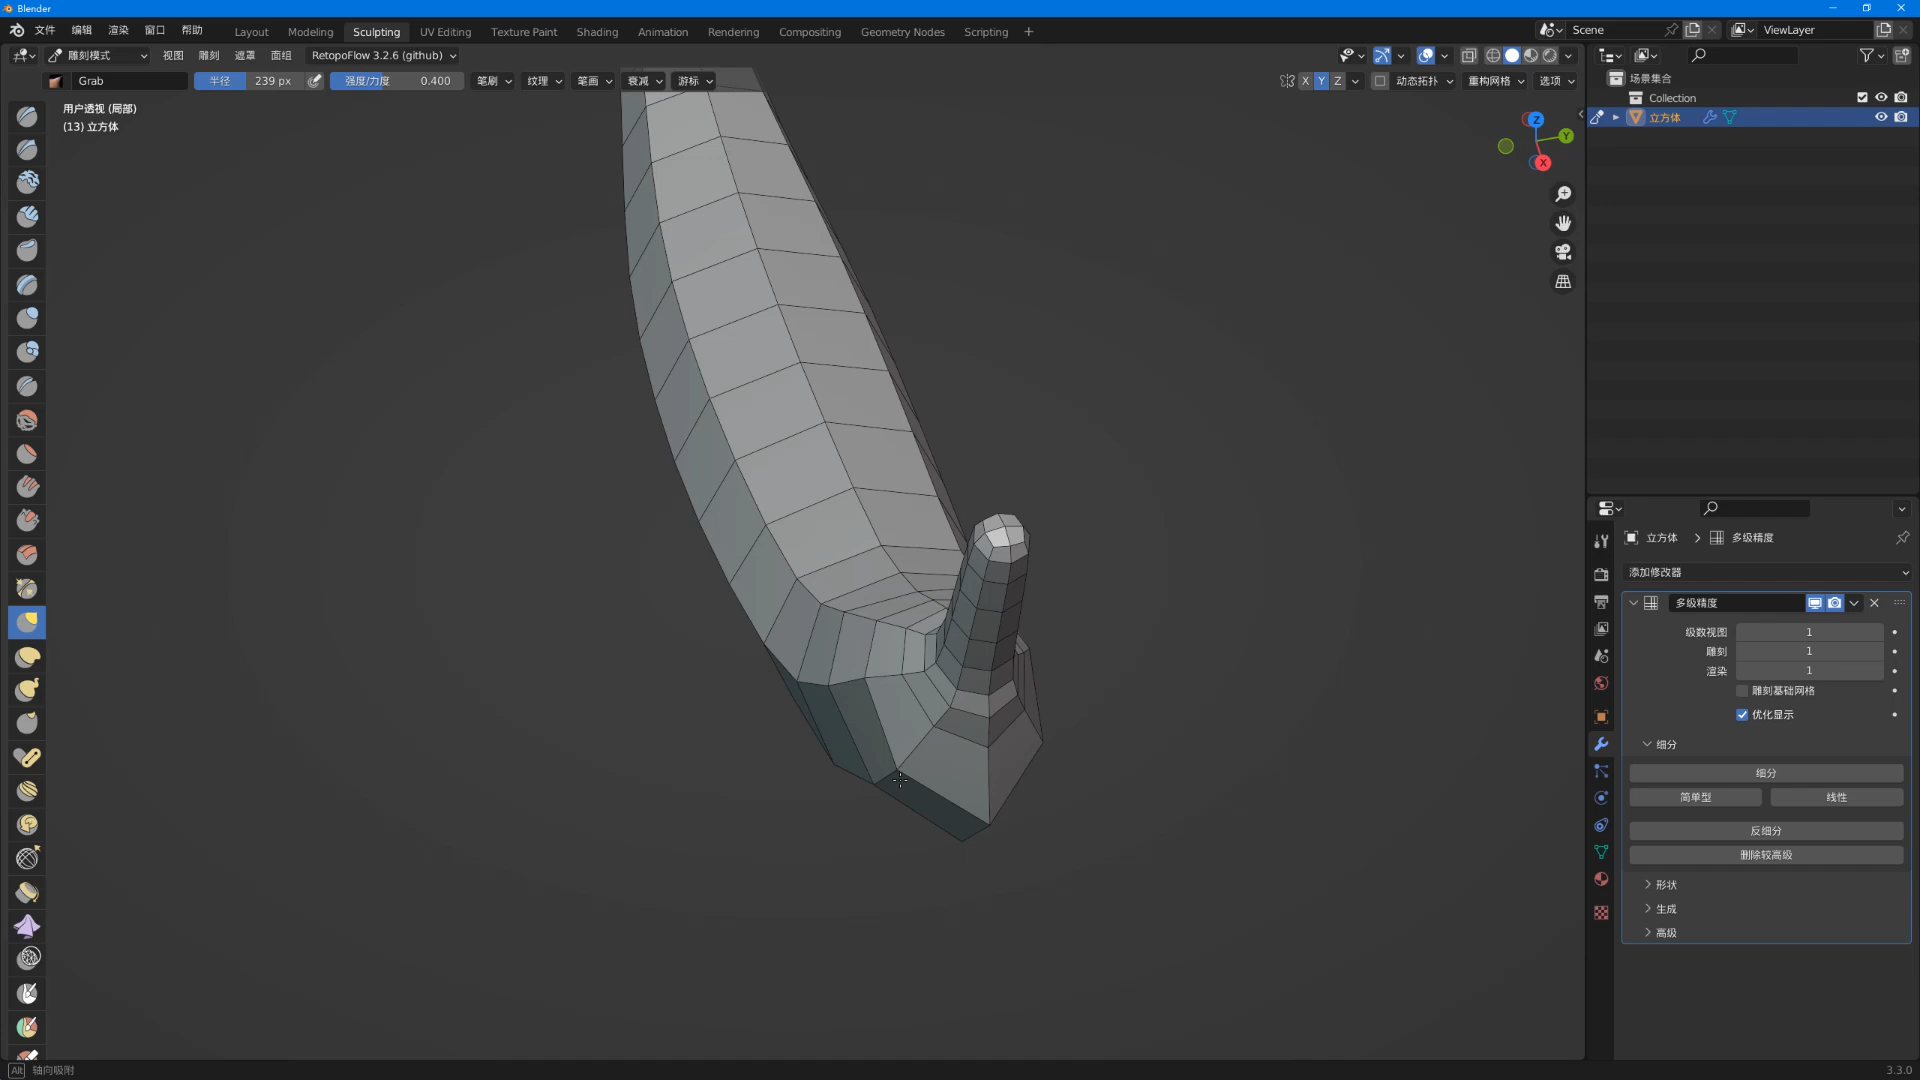 Blender
文件 编辑 渲染 窗口 帮助 Layout Modeling Sculpting UV Editing Texture Paint Shading Animation Rendering Compositing Geometry Nodes Scripting + Scene ViewLayer
雕刻模式 视图 雕刻 遮罩 面组 RetopoFlow 3.2.6 (github)
Grab 半径 239 px 强度/力度 0.400 笔刷 纹理 笔画 衰减 游标 X Y Z 动态拓扑 重构网格 选项
用户透视 (局部)
(13) 立方体
Z
Y
X
场景集合
Collection
立方体
立方体 > 多级精度
添加修改器
多级精度
级数视图 1
雕刻 1
渲染 1
雕刻基础网格
优化显示
细分
细分
简单型 线性
反细分
删除较高级
形状
生成
高级
Alt 轴向吸附
3.3.0